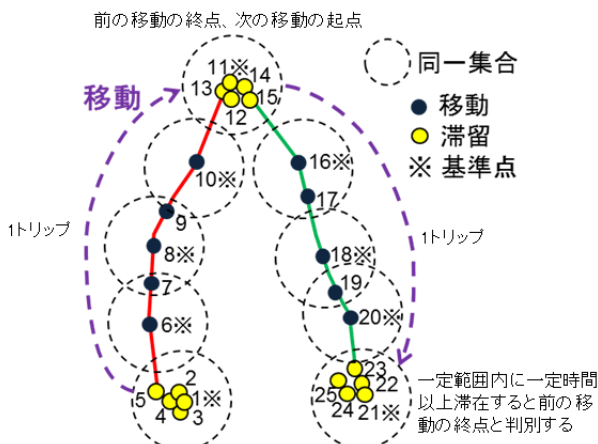 前の移動の終点、次の移動の起点
11※
13
14
15
12
移動
同一集合
移動
滞留
※ 基準点
10※
16※
17
9
1トリップ
8※
18※
1トリップ
7
19
6※
20※
2
5
1※
4
3
23
22
25
24
21※
一定範囲内に一定時間
以上滞在すると前の移
動の終点と判別する